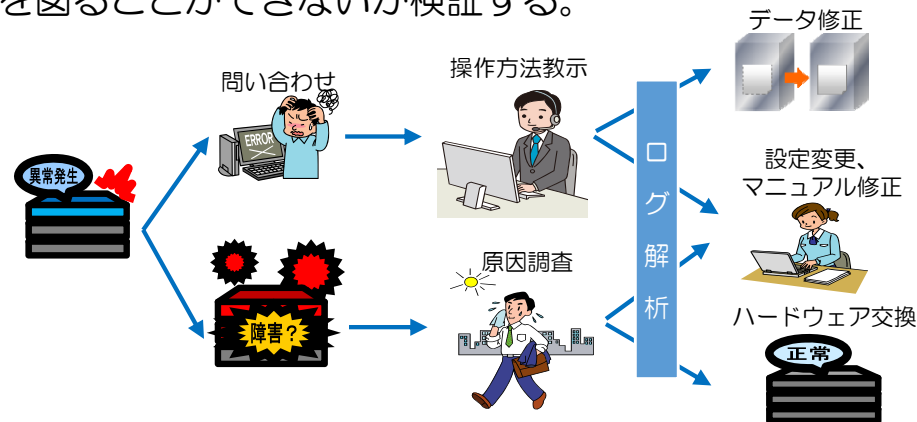 を図ることができないか検証する。
データ修正
操作方法教示
問い合わせ
ERROR
異常発生
ログ解析
設定変更、
マニュアル修正
原因調査
障害?
ハードウェア交換
正常